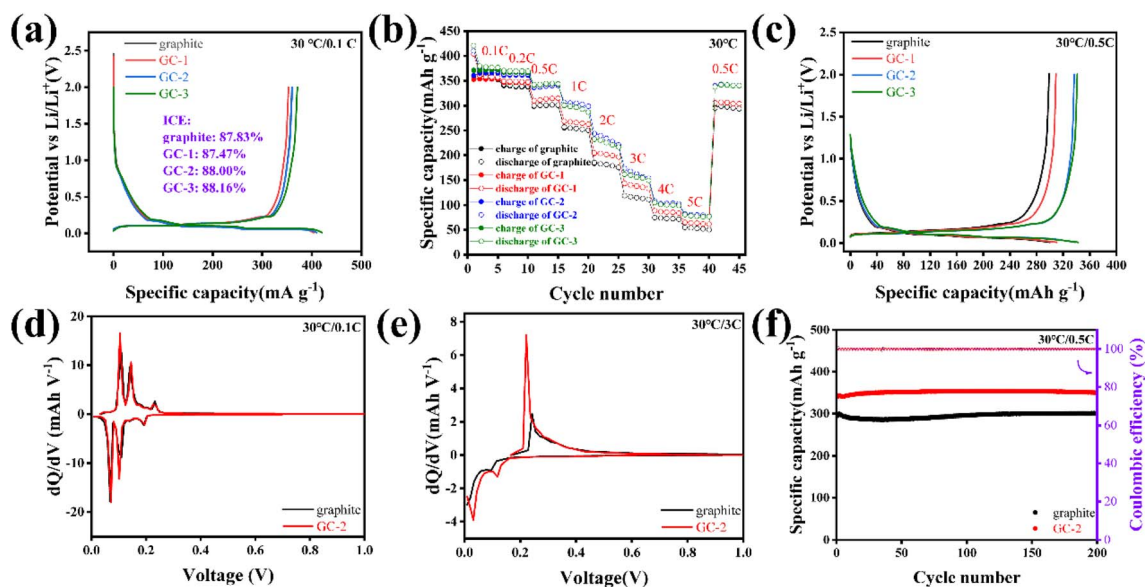 (a)
graphite
GC-1
GC-2
GC-3
30 °C/0.1 C
ICE:
graphite: 87.83%
GC-1: 87.47%
GC-2: 88.00%
GC-3: 88.16%
2.5
2.0
1.5
1.0
0.5
0.0
0 100 200 300 400 500
Potential vs Li/Li+(V)
Specific capacity(mA g-1)
(b)
30°C
0.1C
0.2C
0.5C
1C
2C
3C
4C
5C
0.5C
charge of graphite
discharge of graphite
charge of GC-1
discharge of GC-1
charge of GC-2
discharge of GC-2
charge of GC-3
discharge of GC-3
450
400
350
300
250
200
150
100
50
0
0 5 10 15 20 25 30 35 40 45
Specific capacity(mAh g-1)
Cycle number
(c)
graphite
GC-1
GC-2
GC-3
30°C/0.5C
2.5
2.0
1.5
1.0
0.5
0.0
0 40 80 120 160 200 240 280 320 360 400
Potential vs Li/Li+(V)
Specific capacity(mAh g-1)
(d)
30°C/0.1C
20
10
0
-10
-20
0.0 0.2 0.4 0.6 0.8 1.0
dQ/dV (mAh V-1)
Voltage (V)
graphite
GC-2
(e)
30°C/3C
8
6
4
2
0
-2
-4
0.0 0.2 0.4 0.6 0.8 1.0
dQ/dV(mAh V-1)
Voltage(V)
graphite
GC-2
(f)
30°C/0.5C
500
400
300
200
100
0
0 50 100 150 200
100
80
60
40
20
0
Specific capacity(mAh g-1)
Coulombic efficiency (%)
Cycle number
graphite
GC-2